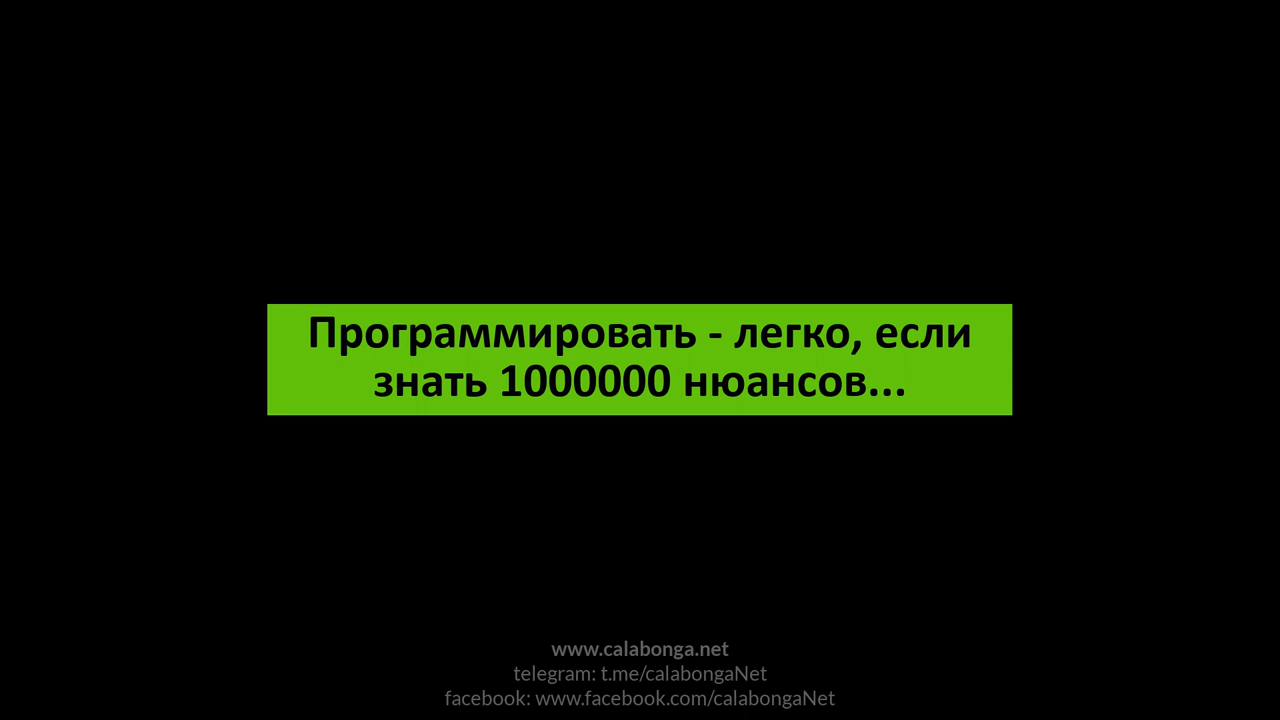 Программировать - легко, если
знать 1000000 нюансов...
www.calabonga.net
telegram: t.me/calabongaNet
facebook: www.facebook.com/calabongaNet